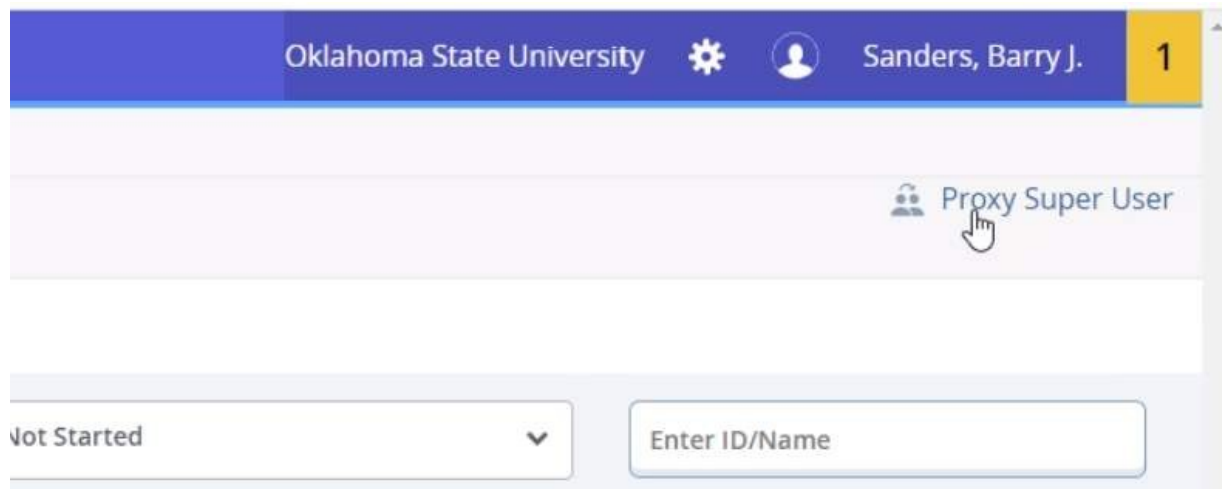 Oklahoma State University Sanders, Barry J. 1
Proxy Super User
Not Started Enter ID/Name